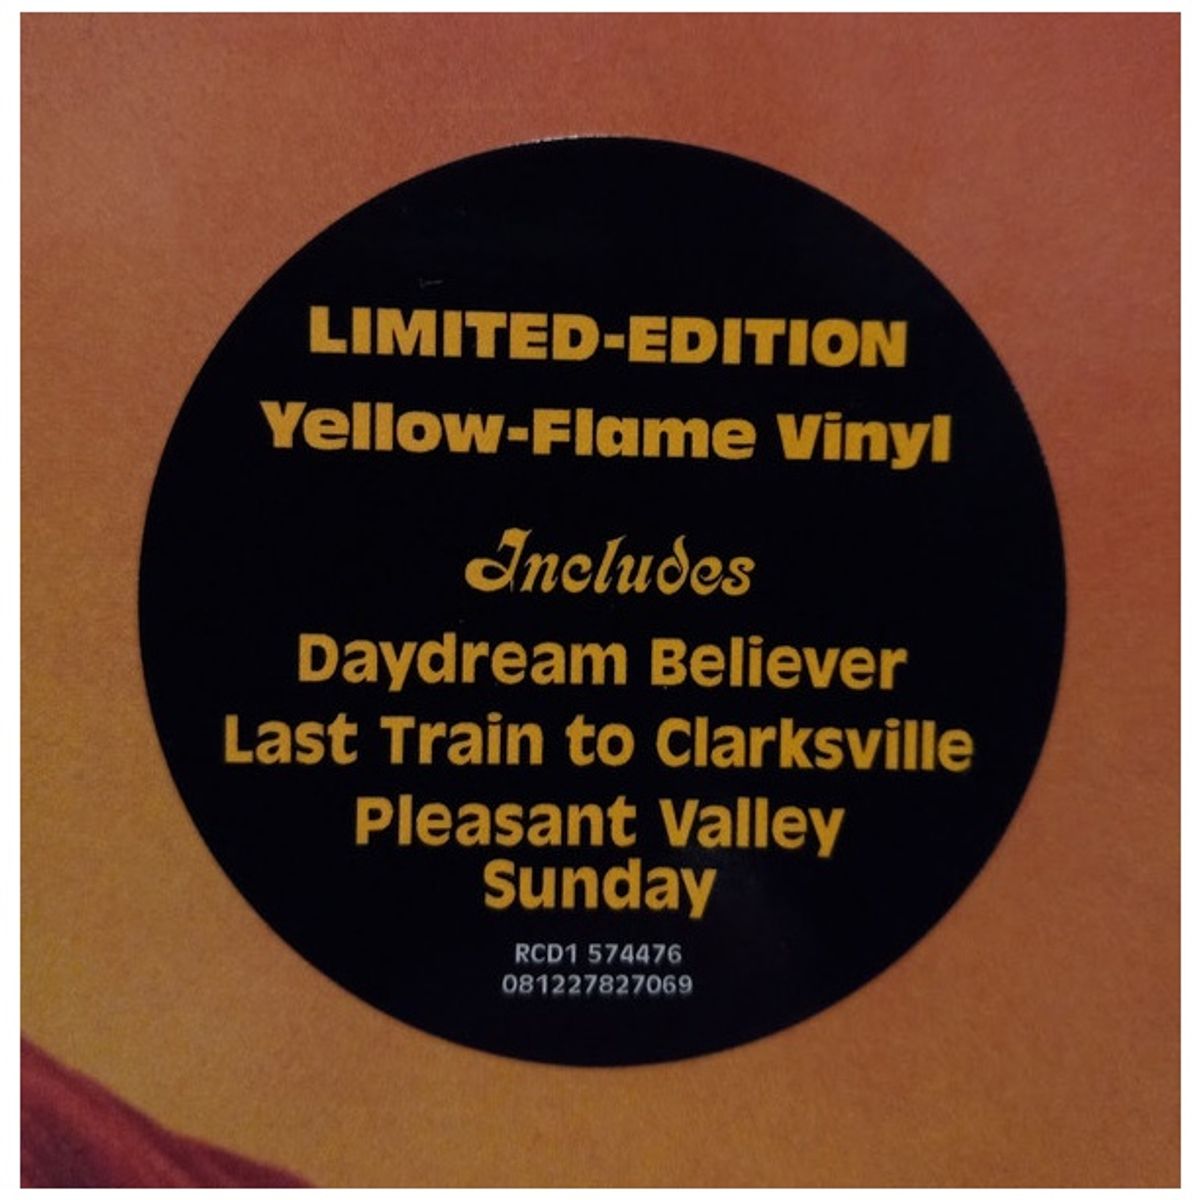 LIMITED-EDITION
Yellow-Flame Vinyl
Includes
Daydream Believer
Last Train to Clarksville
Pleasant Valley
Sunday
RCD1 574476
081227827069